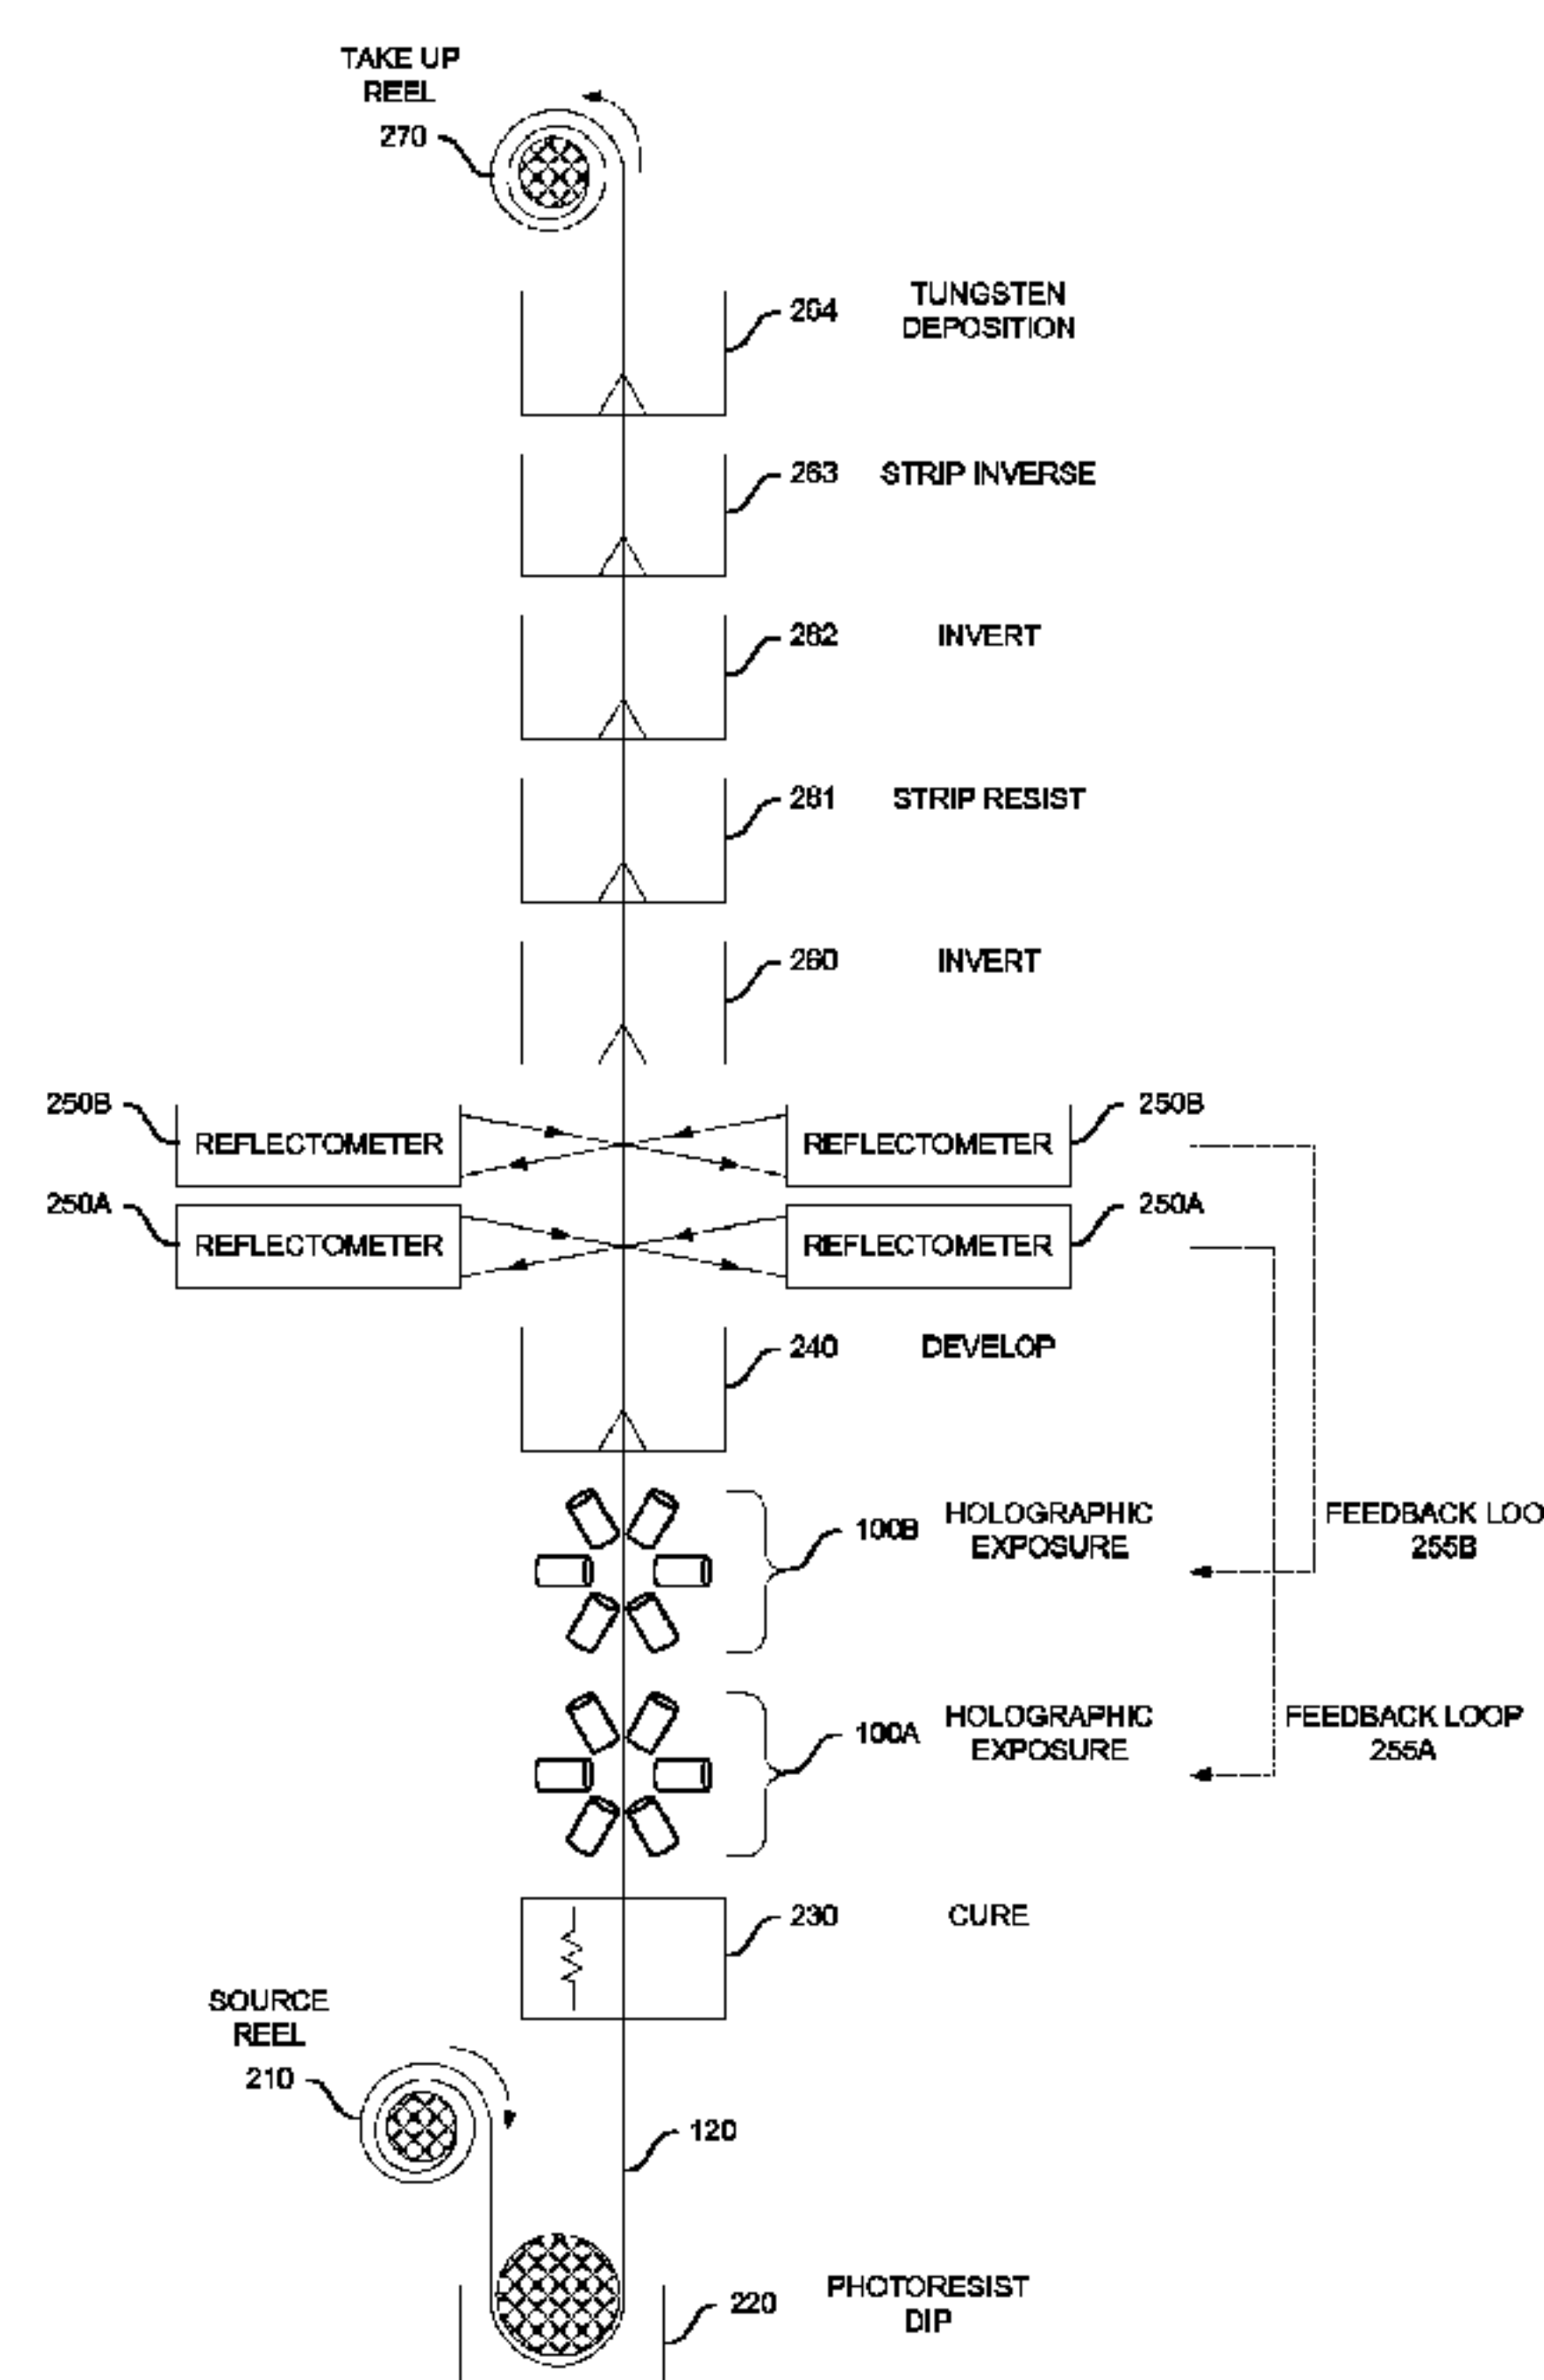 TAKE UP
REEL
270
264
TUNGSTEN
DEPOSITION
263
STRIP INVERSE
262
INVERT
261
STRIP RESIST
260
INVERT
250B
REFLECTOMETER
REFLECTOMETER
250B
250A
REFLECTOMETER
REFLECTOMETER
250A
240
DEVELOP
100B
HOLOGRAPHIC
EXPOSURE
FEEDBACK LOO
255B
100A
HOLOGRAPHIC
EXPOSURE
FEEDBACK LOOP
255A
230
CURE
SOURCE
REEL
210
120
220
PHOTORESIST
DIP